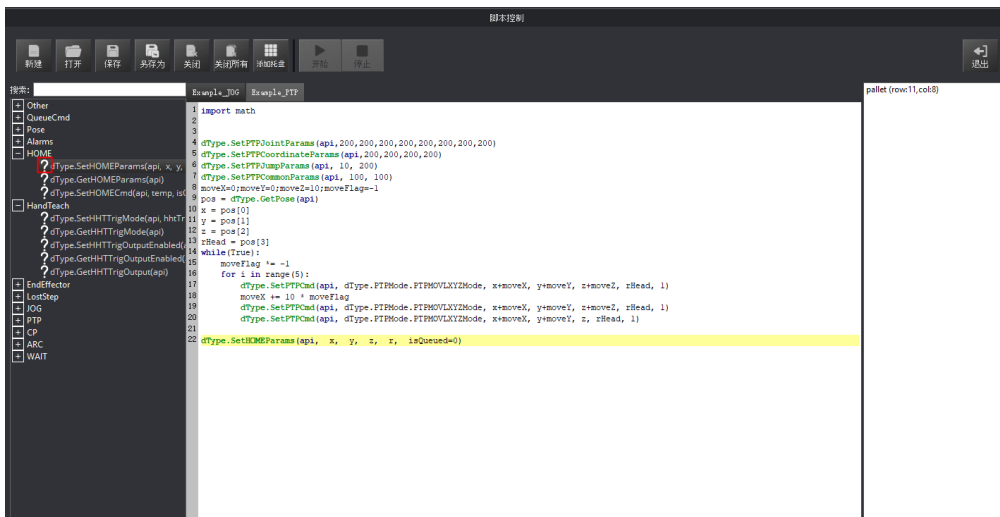 脚本控制
新建 打开 保存 另存为 关闭 关闭所有 添加托盘 开始 停止 退出
搜索:
Other
QueueCmd
Pose
Alarms
HOME
dType.SetHOMEParams(api, x, y,
dType.GetHOMEParams(api)
dType.SetHOMECmd(api, temp, is
HandTeach
dType.SetHHTTrigMode(api, hhtTr
dType.GetHHTTrigMode(api)
dType.SetHHTTrigOutputEnabled(
dType.GetHHTTrigOutputEnabled(
dType.GetHHTTrigOutput(api)
EndEffector
LostStep
JOG
PTP
CP
ARC
WAIT
Example_JOG Example_PTP
1 import math
2
3
4 dType.SetPTPJointParams(api,200,200,200,200,200,200,200,200)
5 dType.SetPTPCoordinateParams(api,200,200,200,200)
6 dType.SetPTPJumpParams(api, 10, 200)
7 dType.SetPTPCommonParams(api, 100, 100)
8 moveX=0;moveY=0;moveZ=10;moveFlag=-1
9 pos = dType.GetPose(api)
10 x = pos[0]
11 y = pos[1]
12 z = pos[2]
13 rHead = pos[3]
14 while(True):
15 moveFlag *= -1
16 for i in range(5):
17 dType.SetPTPCmd(api, dType.PTPMode.PTPMOVLXYZMode, x+moveX, y+moveY, z+moveZ, rHead, 1)
18 moveX += 10 * moveFlag
19 dType.SetPTPCmd(api, dType.PTPMode.PTPMOVLXYZMode, x+moveX, y+moveY, z+moveZ, rHead, 1)
20 dType.SetPTPCmd(api, dType.PTPMode.PTPMOVLXYZMode, x+moveX, y+moveY, z, rHead, 1)
21
22 dType.SetHOMEParams(api, x, y, z, r, isQueued=0)
pallet (row:11,col:8)